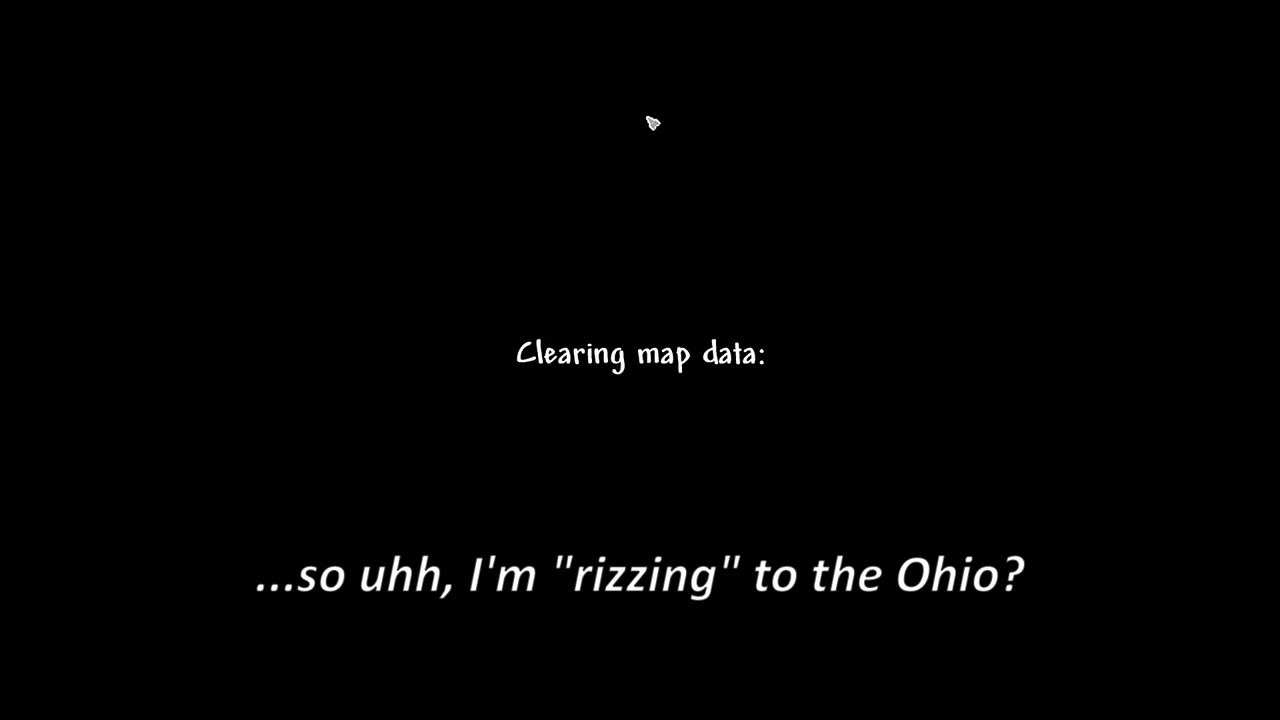 Clearing map data:
...so uhh, I'm "rizzing" to the Ohio?